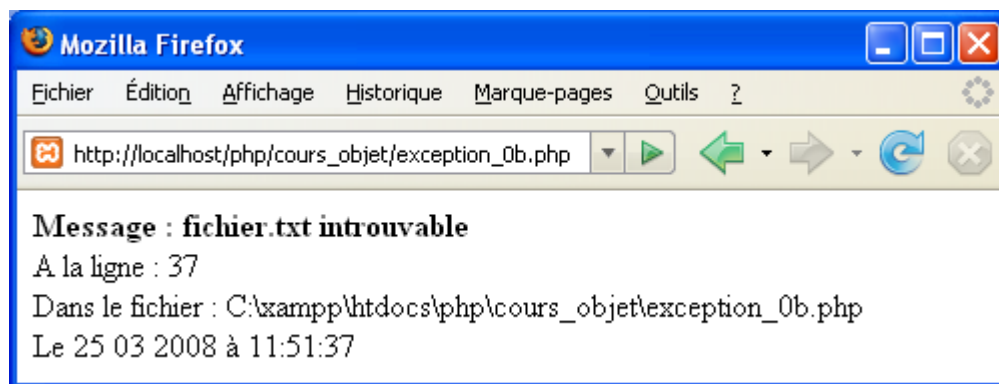 Mozilla Firefox
Fichier Édition Affichage Historique Marque-pages Outils ?
http://localhost/php/cours_objet/exception_0b.php
Message : fichier.txt introuvable
A la ligne : 37
Dans le fichier : C:\xampp\htdocs\php\cours_objet\exception_0b.php
Le 25 03 2008 à 11:51:37